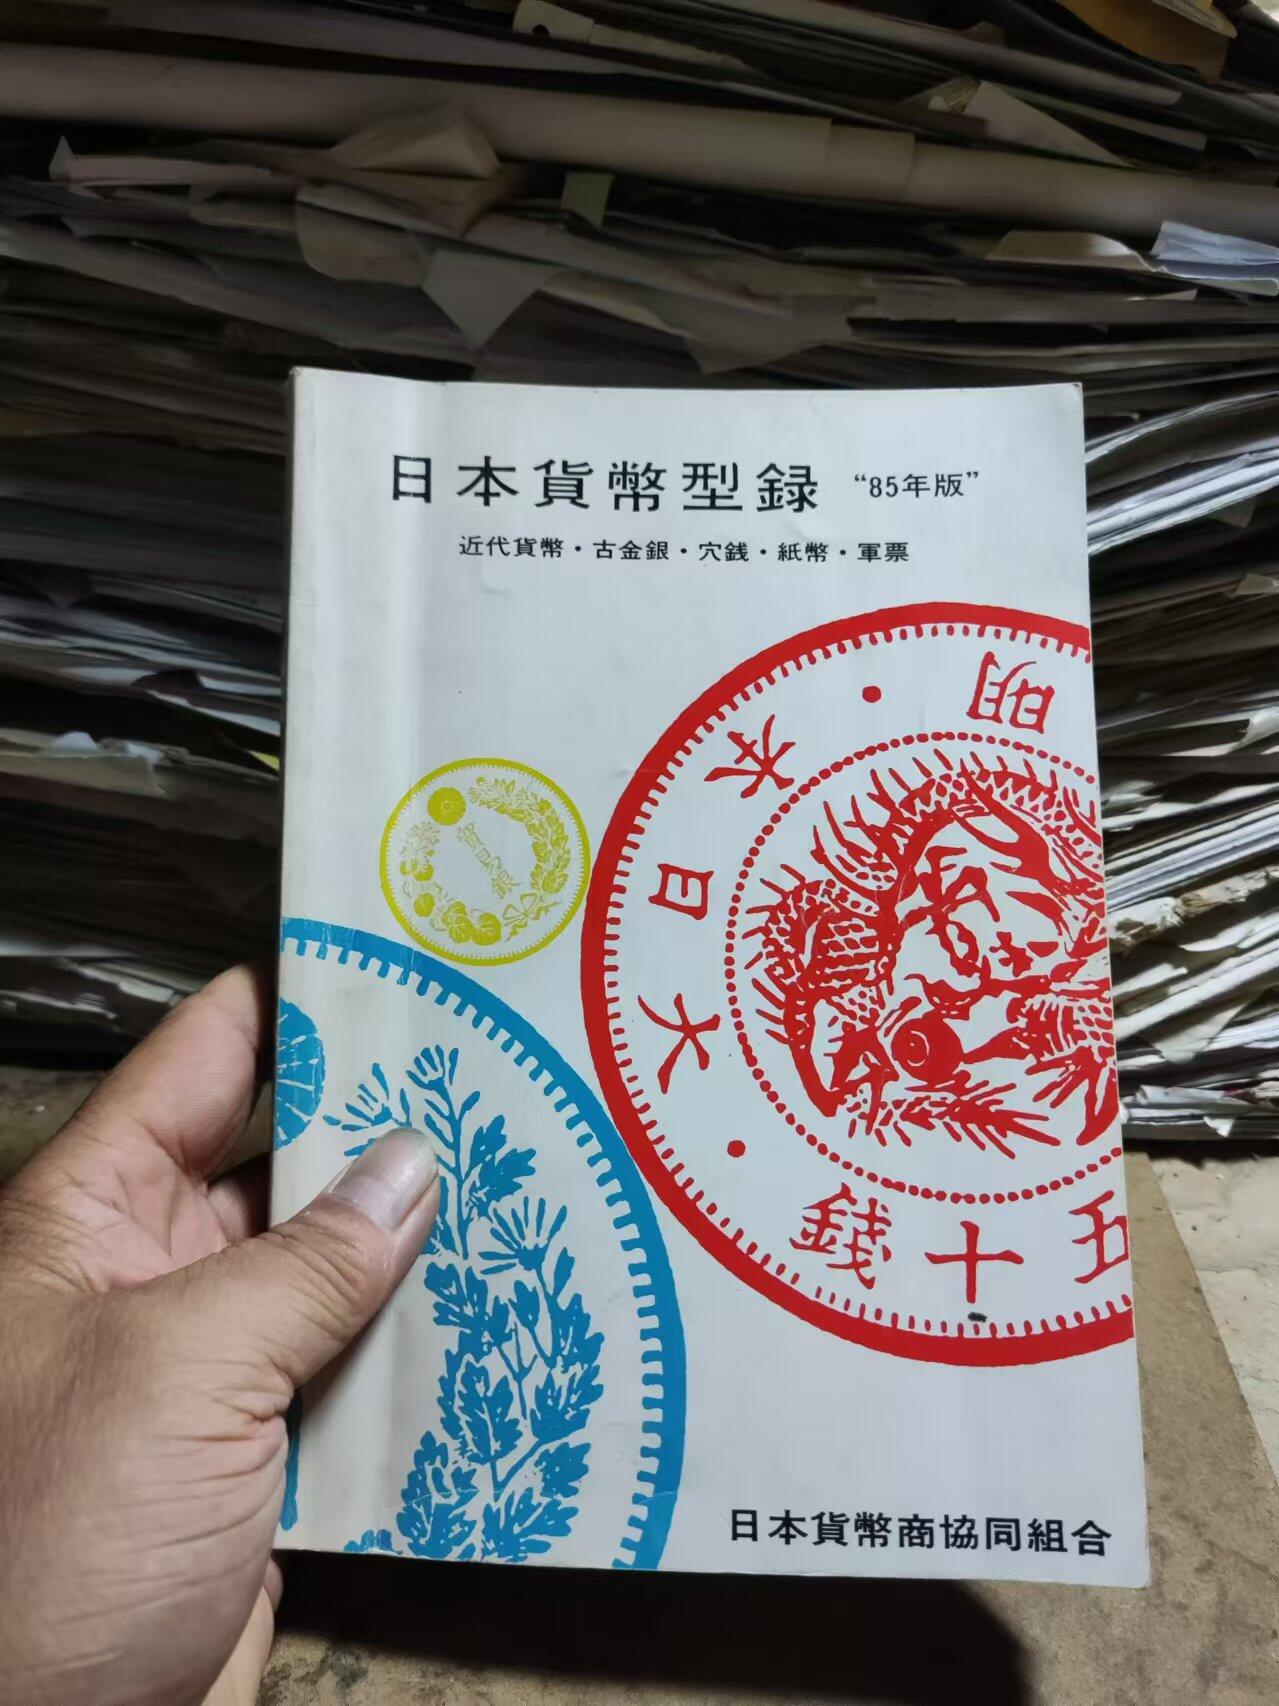 日本貨幣型録 “85年版”
近代貨幣・古金銀・穴銭・紙幣・軍票
明
本日大
銭十五
日本貨幣商協同組合